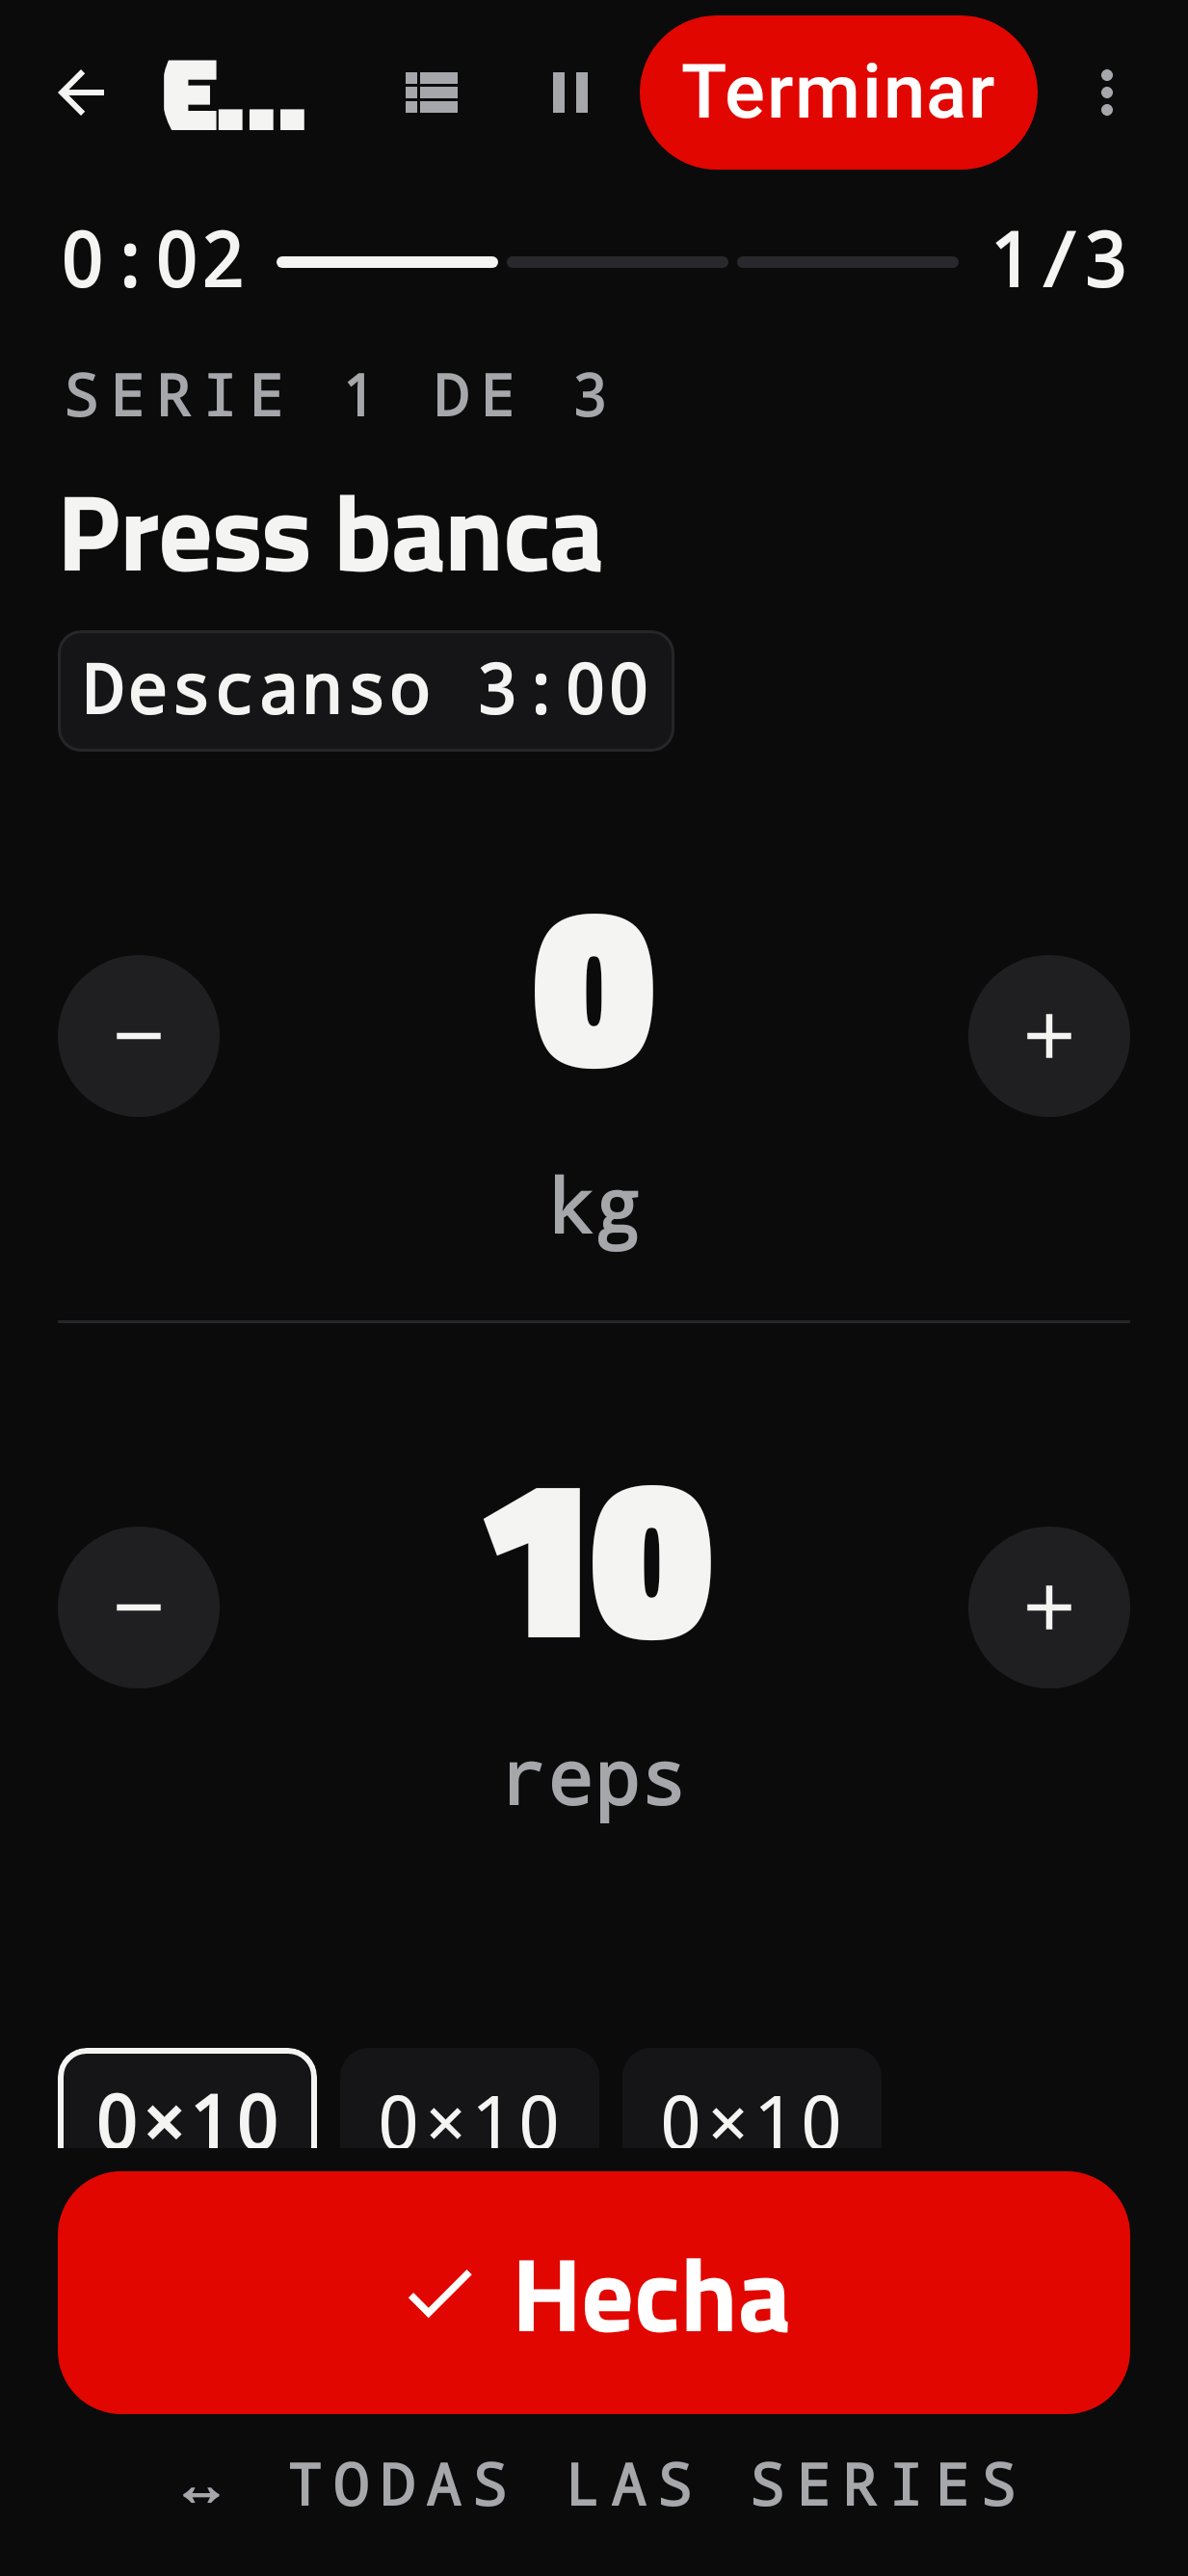 E...
Terminar
0:02
1/3
SERIE 1 DE 3
Press banca
Descanso 3:00
0
kg
10
reps
0×10 0×10 0×10
Hecha
↔ TODAS LAS SERIES